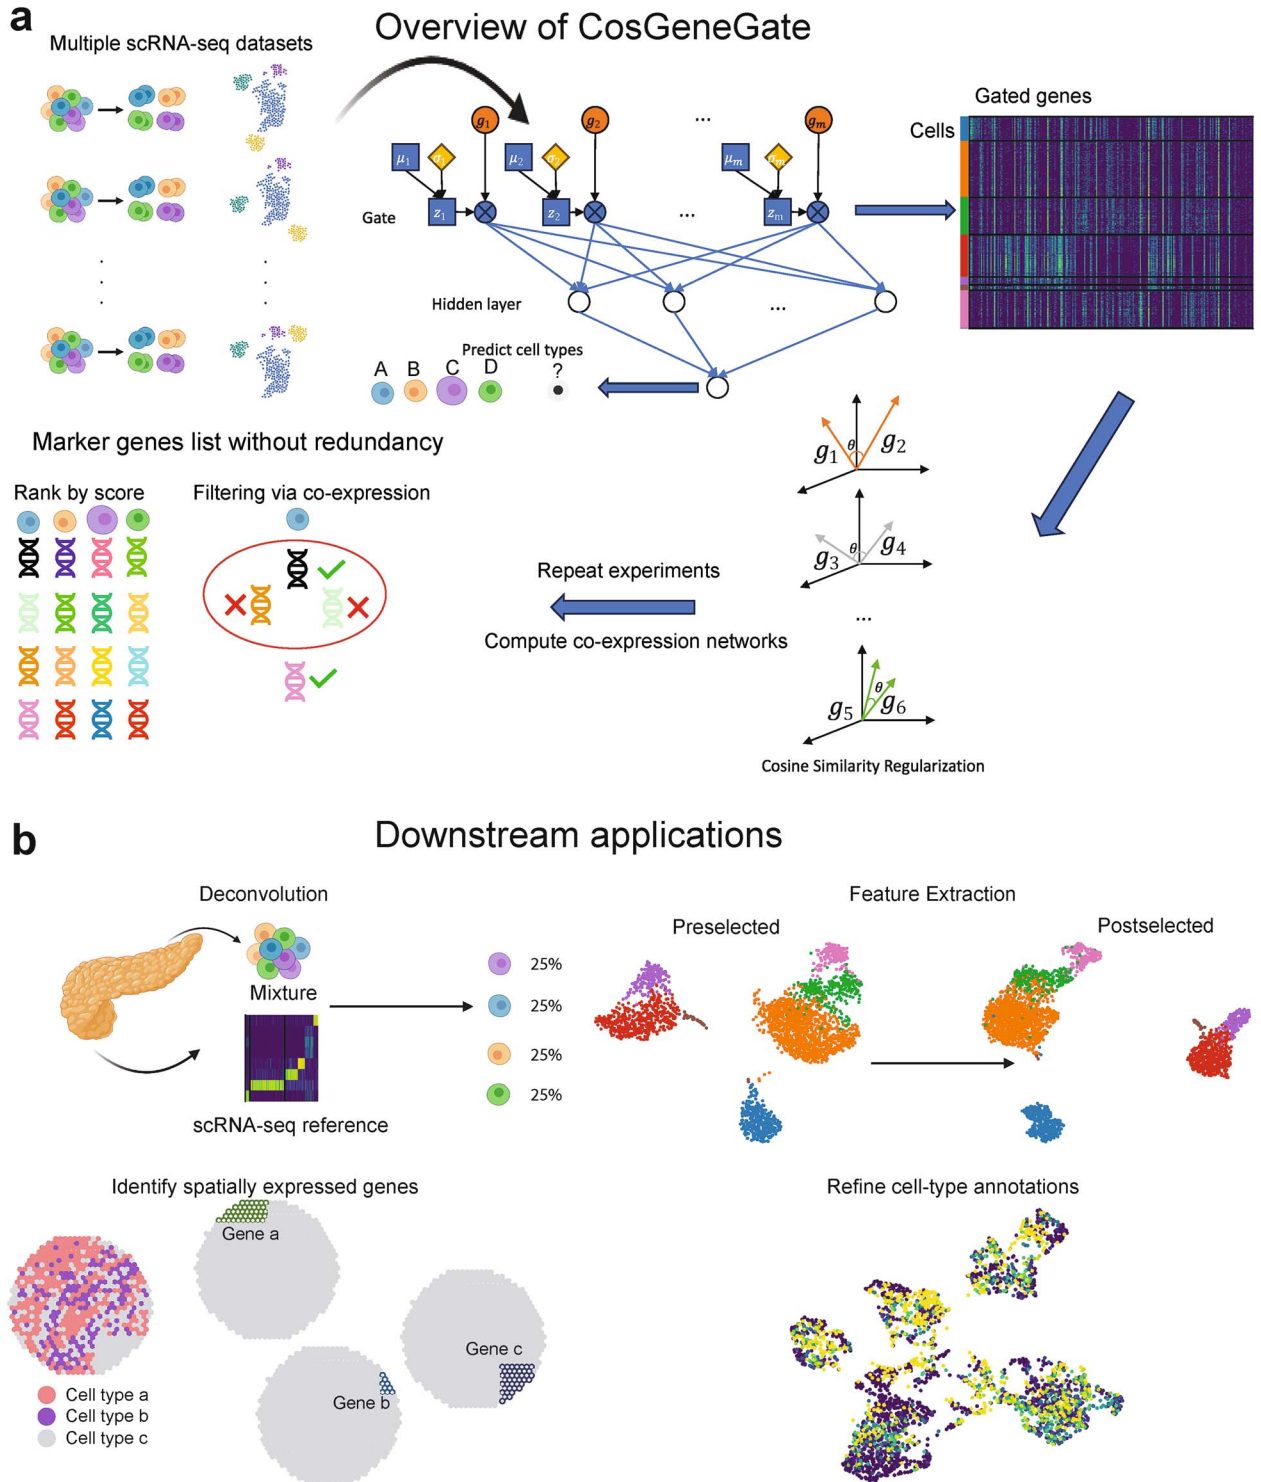 a
Overview of CosGeneGate
Multiple scRNA-seq datasets
Gated genes
Cells
g1 g2 ... gm
μ1 σ1 μ2 σ2 μm σm
Gate
z1 z2 ... zm
Hidden layer
...
Predict cell types
A B C D ?
Marker genes list without redundancy
Rank by score
Filtering via co-expression
g1 θ g2
g3 θ g4
Repeat experiments
Compute co-expression networks
...
g5 θ g6
Cosine Similarity Regularization
b
Downstream applications
Deconvolution
Mixture
scRNA-seq reference
25%
25%
25%
25%
Feature Extraction
Preselected
Postselected
Identify spatially expressed genes
Gene a
Gene b
Gene c
Cell type a
Cell type b
Cell type c
Refine cell-type annotations